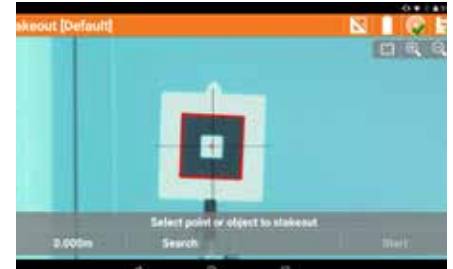 akeout [Default]
Select point or object to stakeout
0.000m Search Start